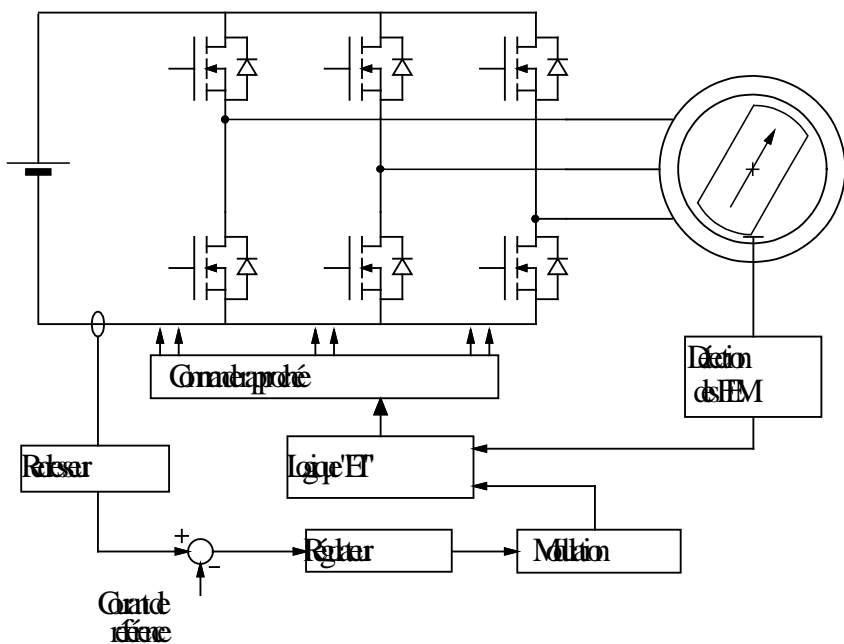 Détection
des FEM
Commande rapprochée
Redresseur
Logique "ET"
+
-
Régulateur
Modulation
Courant de
référence